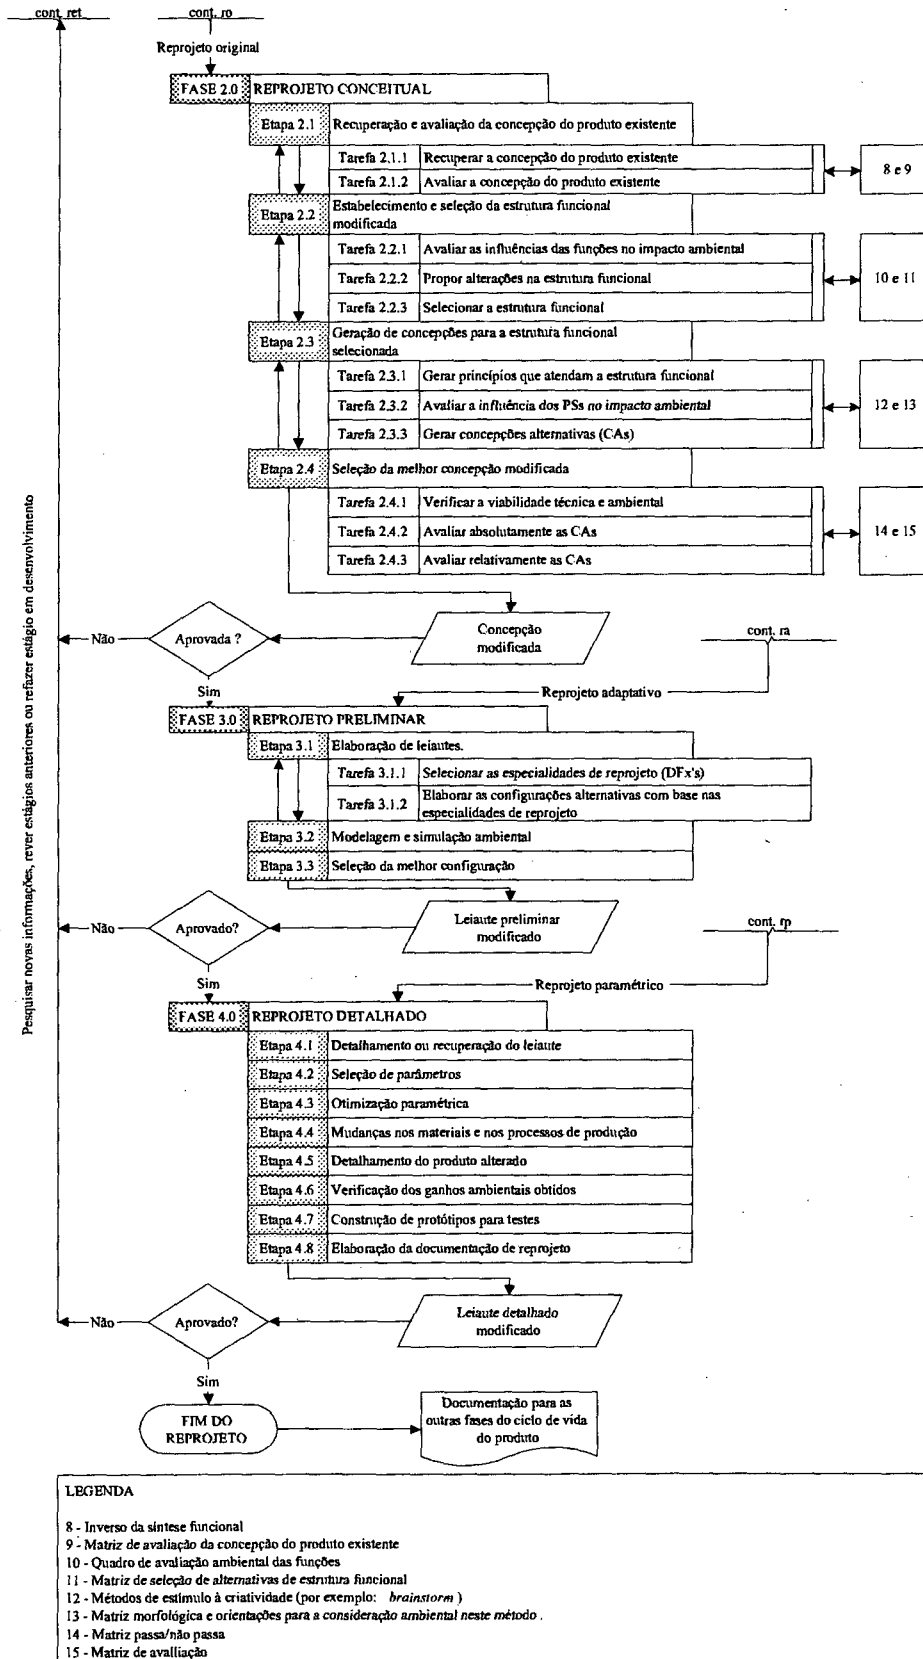 cont. ret
cont. ro
Reprojeto original
FASE 2.0 REPROJETO CONCEITUAL
Etapa 2.1 Recuperação e avaliação da concepção do produto existente
Tarefa 2.1.1 Recuperar a concepção do produto existente
Tarefa 2.1.2 Avaliar a concepção do produto existente
8 e 9
Etapa 2.2 Estabelecimento e seleção da estrutura funcional
modificada
Tarefa 2.2.1 Avaliar as influências das funções no impacto ambiental
Tarefa 2.2.2 Propor alterações na estrutura funcional
Tarefa 2.2.3 Selecionar a estrutura funcional
10 e 11
Etapa 2.3 Geração de concepções para a estrutura funcional
selecionada
Tarefa 2.3.1 Gerar princípios que atendam a estrutura funcional
Tarefa 2.3.2 Avaliar a influência dos PSs no impacto ambiental
Tarefa 2.3.3 Gerar concepções alternativas (CAs)
12 e 13
Etapa 2.4 Seleção da melhor concepção modificada
Tarefa 2.4.1 Verificar a viabilidade técnica e ambiental
Tarefa 2.4.2 Avaliar absolutamente as CAs
Tarefa 2.4.3 Avaliar relativamente as CAs
14 e 15
Pesquisar novas informações, rever estágios anteriores ou refazer estágio em desenvolvimento
Não
Aprovada ?
Concepção
modificada
cont. ra
Sim
Reprojeto adaptativo
FASE 3.0 REPROJETO PRELIMINAR
Etapa 3.1 Elaboração de leiautes.
Tarefa 3.1.1 Selecionar as especialidades de reprojeto (DFx's)
Tarefa 3.1.2 Elaborar as configurações alternativas com base nas
especialidades de reprojeto
Etapa 3.2 Modelagem e simulação ambiental
Etapa 3.3 Seleção da melhor configuração
Não
Aprovado?
Leiaute preliminar
modificado
cont. rp
Sim
Reprojeto paramétrico
FASE 4.0 REPROJETO DETALHADO
Etapa 4.1 Detalhamento ou recuperação do leiaute
Etapa 4.2 Seleção de parâmetros
Etapa 4.3 Otimização paramétrica
Etapa 4.4 Mudanças nos materiais e nos processos de produção
Etapa 4.5 Detalhamento do produto alterado
Etapa 4.6 Verificação dos ganhos ambientais obtidos
Etapa 4.7 Construção de protótipos para testes
Etapa 4.8 Elaboração da documentação de reprojeto
Não
Aprovado?
Leiaute detalhado
modificado
Sim
FIM DO
REPROJETO
Documentação para as
outras fases do ciclo de vida
do produto
LEGENDA
8 - Inverso da síntese funcional
9 - Matriz de avaliação da concepção do produto existente
10 - Quadro de avaliação ambiental das funções
11 - Matriz de seleção de alternativas de estrutura funcional
12 - Métodos de estímulo à criatividade (por exemplo: brainstorm )
13 - Matriz morfológica e orientações para a consideração ambiental neste método .
14 - Matriz passa/não passa
15 - Matriz de avalliação